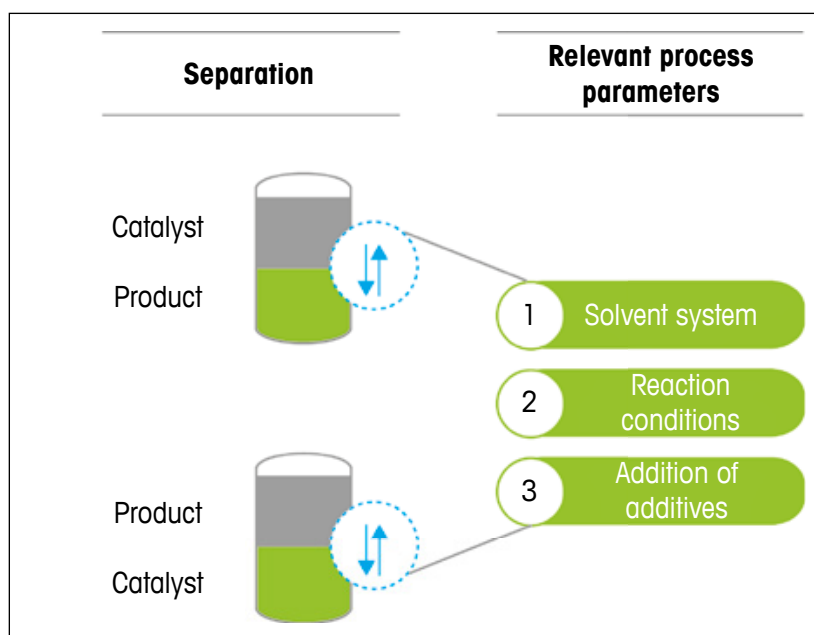 Separation
Relevant process
parameters
Catalyst
Product
1 Solvent system
2 Reaction
conditions
3 Addition of
additives
Product
Catalyst